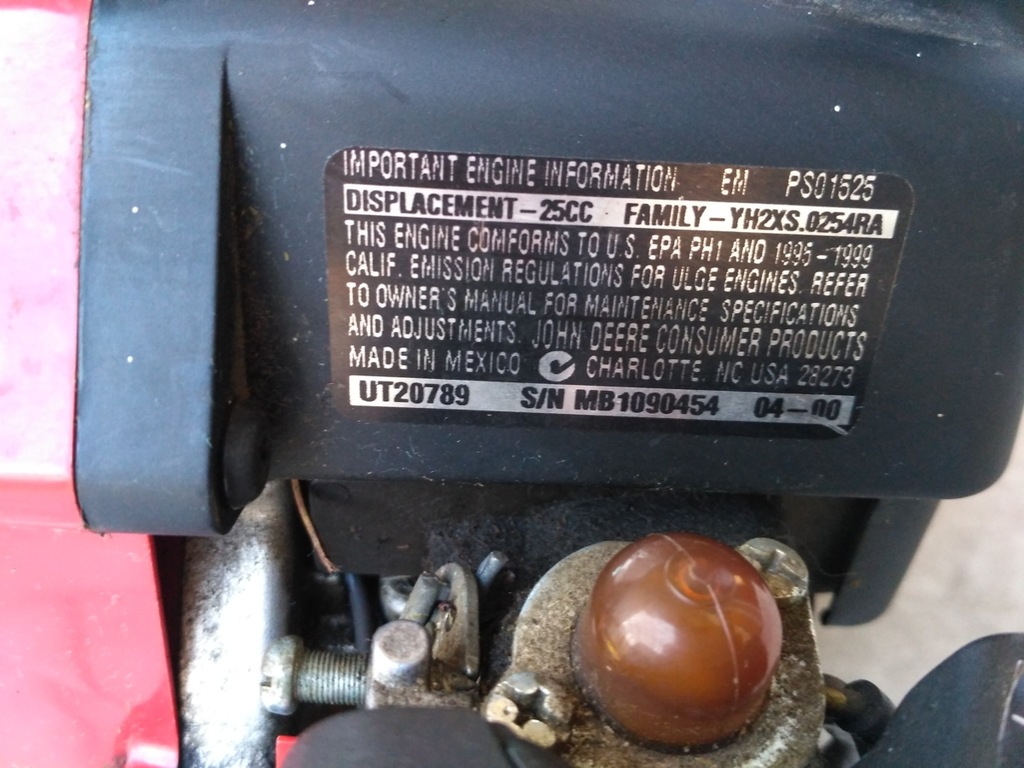 IMPORTANT ENGINE INFORMATION EM PS01525
DISPLACEMENT-25CC FAMILY-YH2XS.0254RA
THIS ENGINE COMFORMS TO U.S. EPA PH1 AND 1995-1999
CALIF. EMISSION REGULATIONS FOR ULGE ENGINES. REFER
TO OWNER'S MANUAL FOR MAINTENANCE SPECIFICATIONS
AND ADJUSTMENTS. JOHN DEERE CONSUMER PRODUCTS
MADE IN MEXICO CHARLOTTE, NC USA 28273
UT20789 S/N MB1090454 04-00